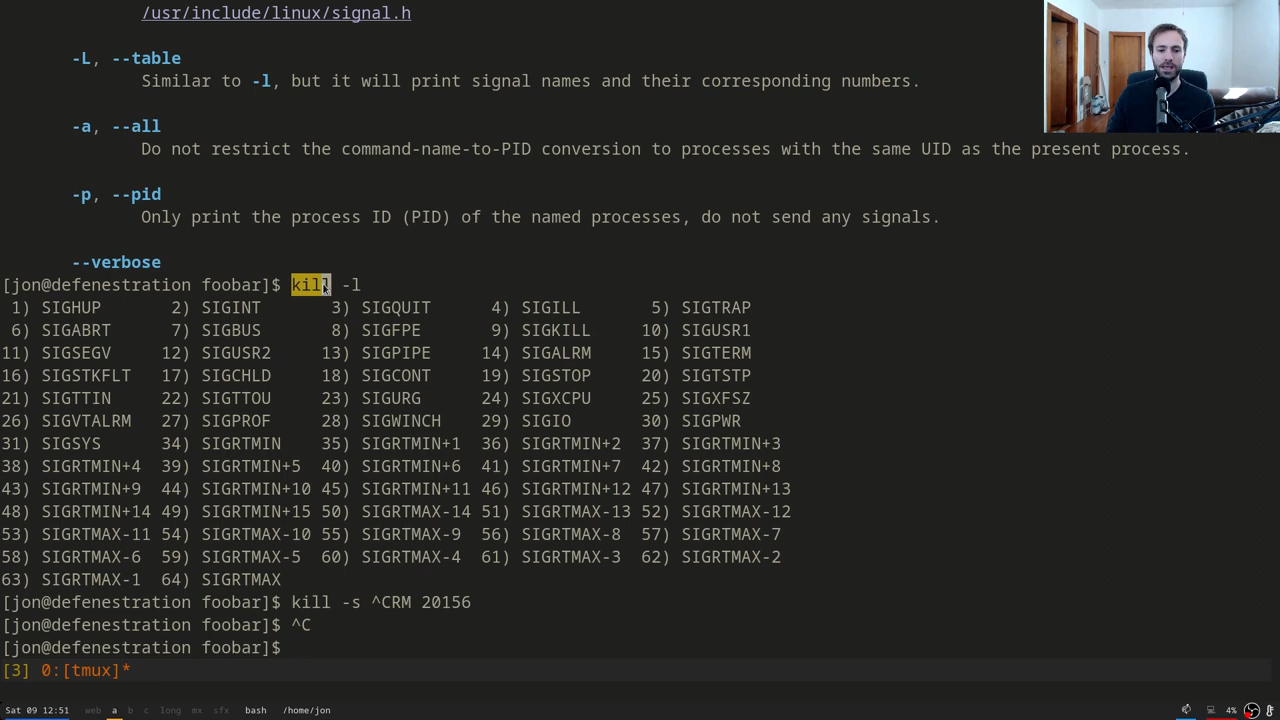 /usr/include/linux/signal.h
-L, --table
Similar to -l, but it will print signal names and their corresponding numbers.
-a, --all
Do not restrict the command-name-to-PID conversion to processes with the same UID as the present process.
-p, --pid
Only print the process ID (PID) of the named processes, do not send any signals.
--verbose
[jon@defenestration foobar]$ kill -l
1) SIGHUP 2) SIGINT 3) SIGQUIT 4) SIGILL 5) SIGTRAP
6) SIGABRT 7) SIGBUS 8) SIGFPE 9) SIGKILL 10) SIGUSR1
11) SIGSEGV 12) SIGUSR2 13) SIGPIPE 14) SIGALRM 15) SIGTERM
16) SIGSTKFLT 17) SIGCHLD 18) SIGCONT 19) SIGSTOP 20) SIGTSTP
21) SIGTTIN 22) SIGTTOU 23) SIGURG 24) SIGXCPU 25) SIGXFSZ
26) SIGVTALRM 27) SIGPROF 28) SIGWINCH 29) SIGIO 30) SIGPWR
31) SIGSYS 34) SIGRTMIN 35) SIGRTMIN+1 36) SIGRTMIN+2 37) SIGRTMIN+3
38) SIGRTMIN+4 39) SIGRTMIN+5 40) SIGRTMIN+6 41) SIGRTMIN+7 42) SIGRTMIN+8
43) SIGRTMIN+9 44) SIGRTMIN+10 45) SIGRTMIN+11 46) SIGRTMIN+12 47) SIGRTMIN+13
48) SIGRTMIN+14 49) SIGRTMIN+15 50) SIGRTMAX-14 51) SIGRTMAX-13 52) SIGRTMAX-12
53) SIGRTMAX-11 54) SIGRTMAX-10 55) SIGRTMAX-9 56) SIGRTMAX-8 57) SIGRTMAX-7
58) SIGRTMAX-6 59) SIGRTMAX-5 60) SIGRTMAX-4 61) SIGRTMAX-3 62) SIGRTMAX-2
63) SIGRTMAX-1 64) SIGRTMAX
[jon@defenestration foobar]$ kill -s ^CRM 20156
[jon@defenestration foobar]$ ^C
[jon@defenestration foobar]$
[3] 0:[tmux]*
Sat 09 12:51 web a b c long mx sfx bash /home/jon 4%